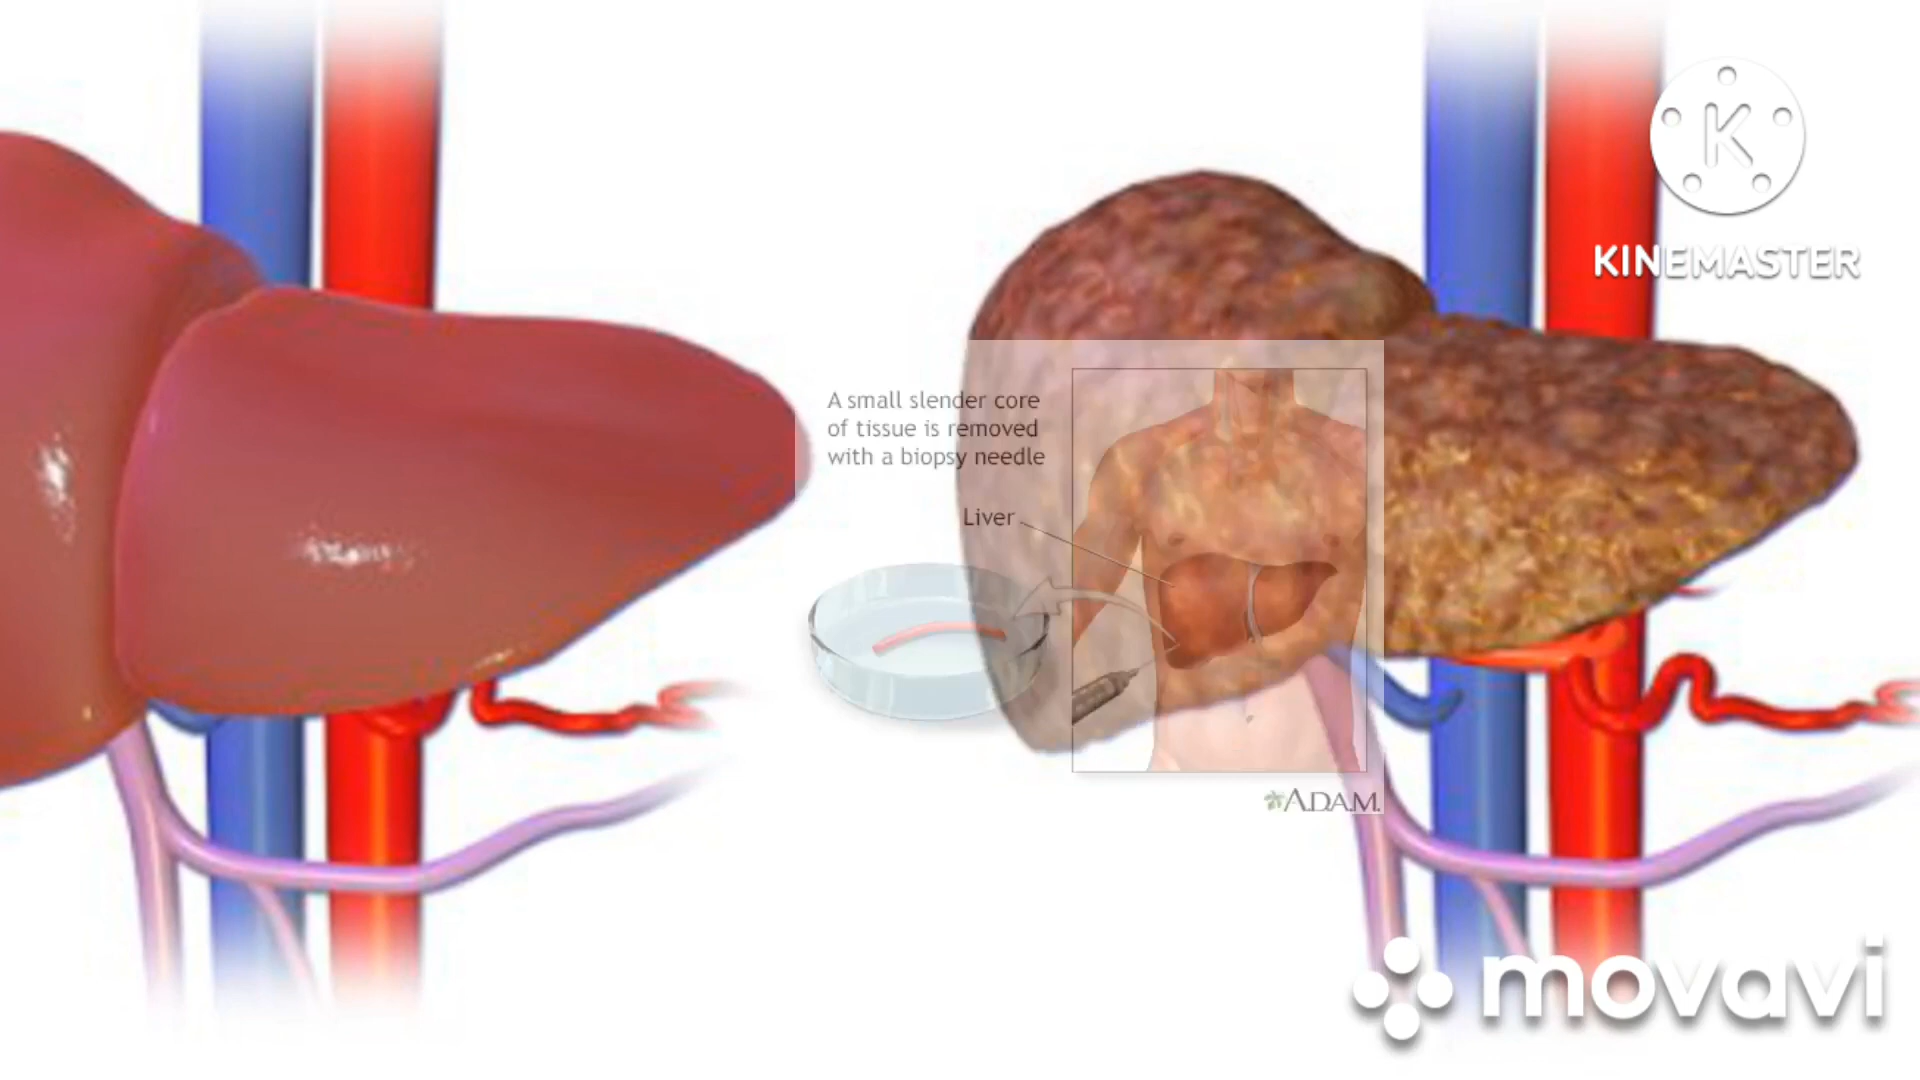 K
KINEMASTER
A small slender core
of tissue is removed
with a biopsy needle
Liver
A.D.A.M.
movavi